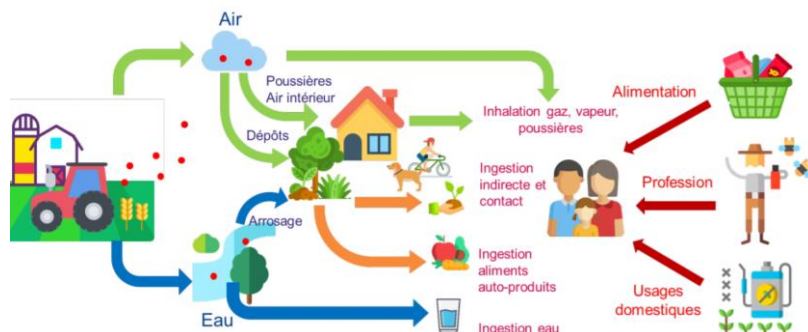 Air
Poussières
Air intérieur
Dépôts
Arrosage
Eau
Inhalation gaz, vapeur,
poussières
Ingestion
indirecte et
contact
Ingestion
aliments
auto-produits
Ingestion eau
Alimentation
Profession
Usages
domestiques